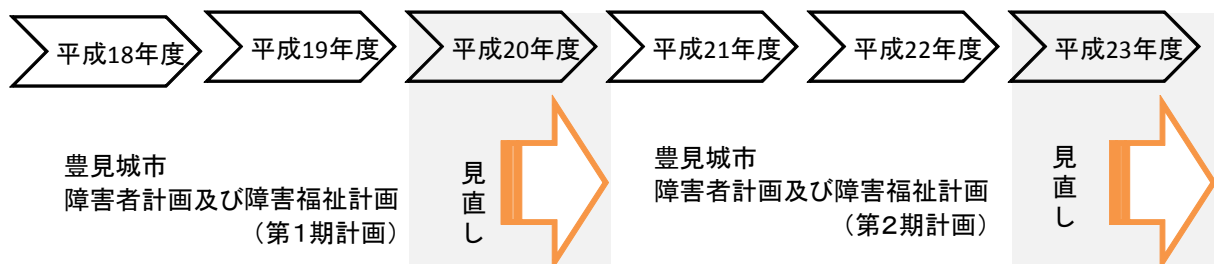 平成18年度
平成19年度
平成20年度
平成21年度
平成22年度
平成23年度
豊見城市
障害者計画及び障害福祉計画
（第１期計画）
見直し
豊見城市
障害者計画及び障害福祉計画
（第２期計画）
見直し